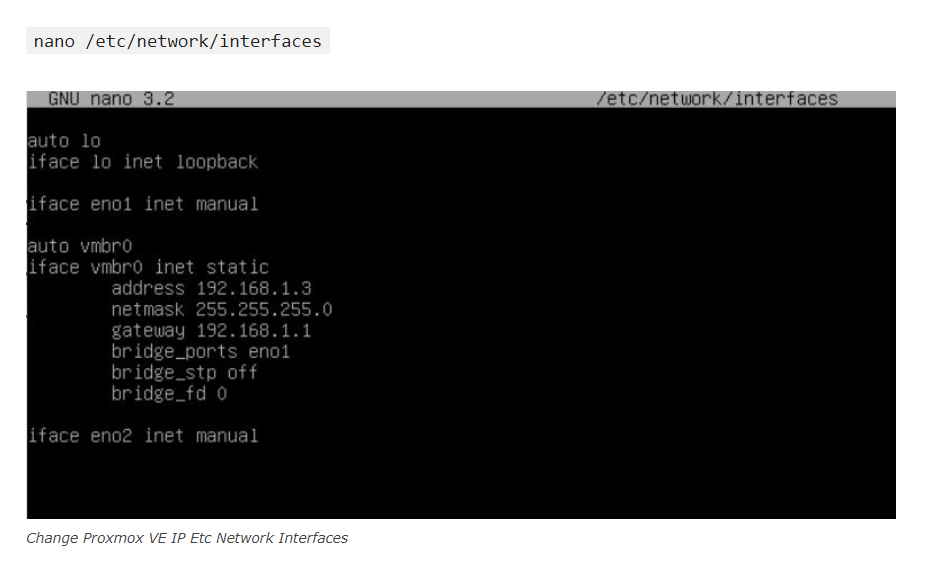 nano /etc/network/interfaces
GNU nano 3.2 /etc/network/interfaces
auto lo
iface lo inet loopback
iface eno1 inet manual
auto vmbr0
iface vmbr0 inet static
address 192.168.1.3
netmask 255.255.255.0
gateway 192.168.1.1
bridge_ports eno1
bridge_stp off
bridge_fd 0
iface eno2 inet manual
Change Proxmox VE IP Etc Network Interfaces